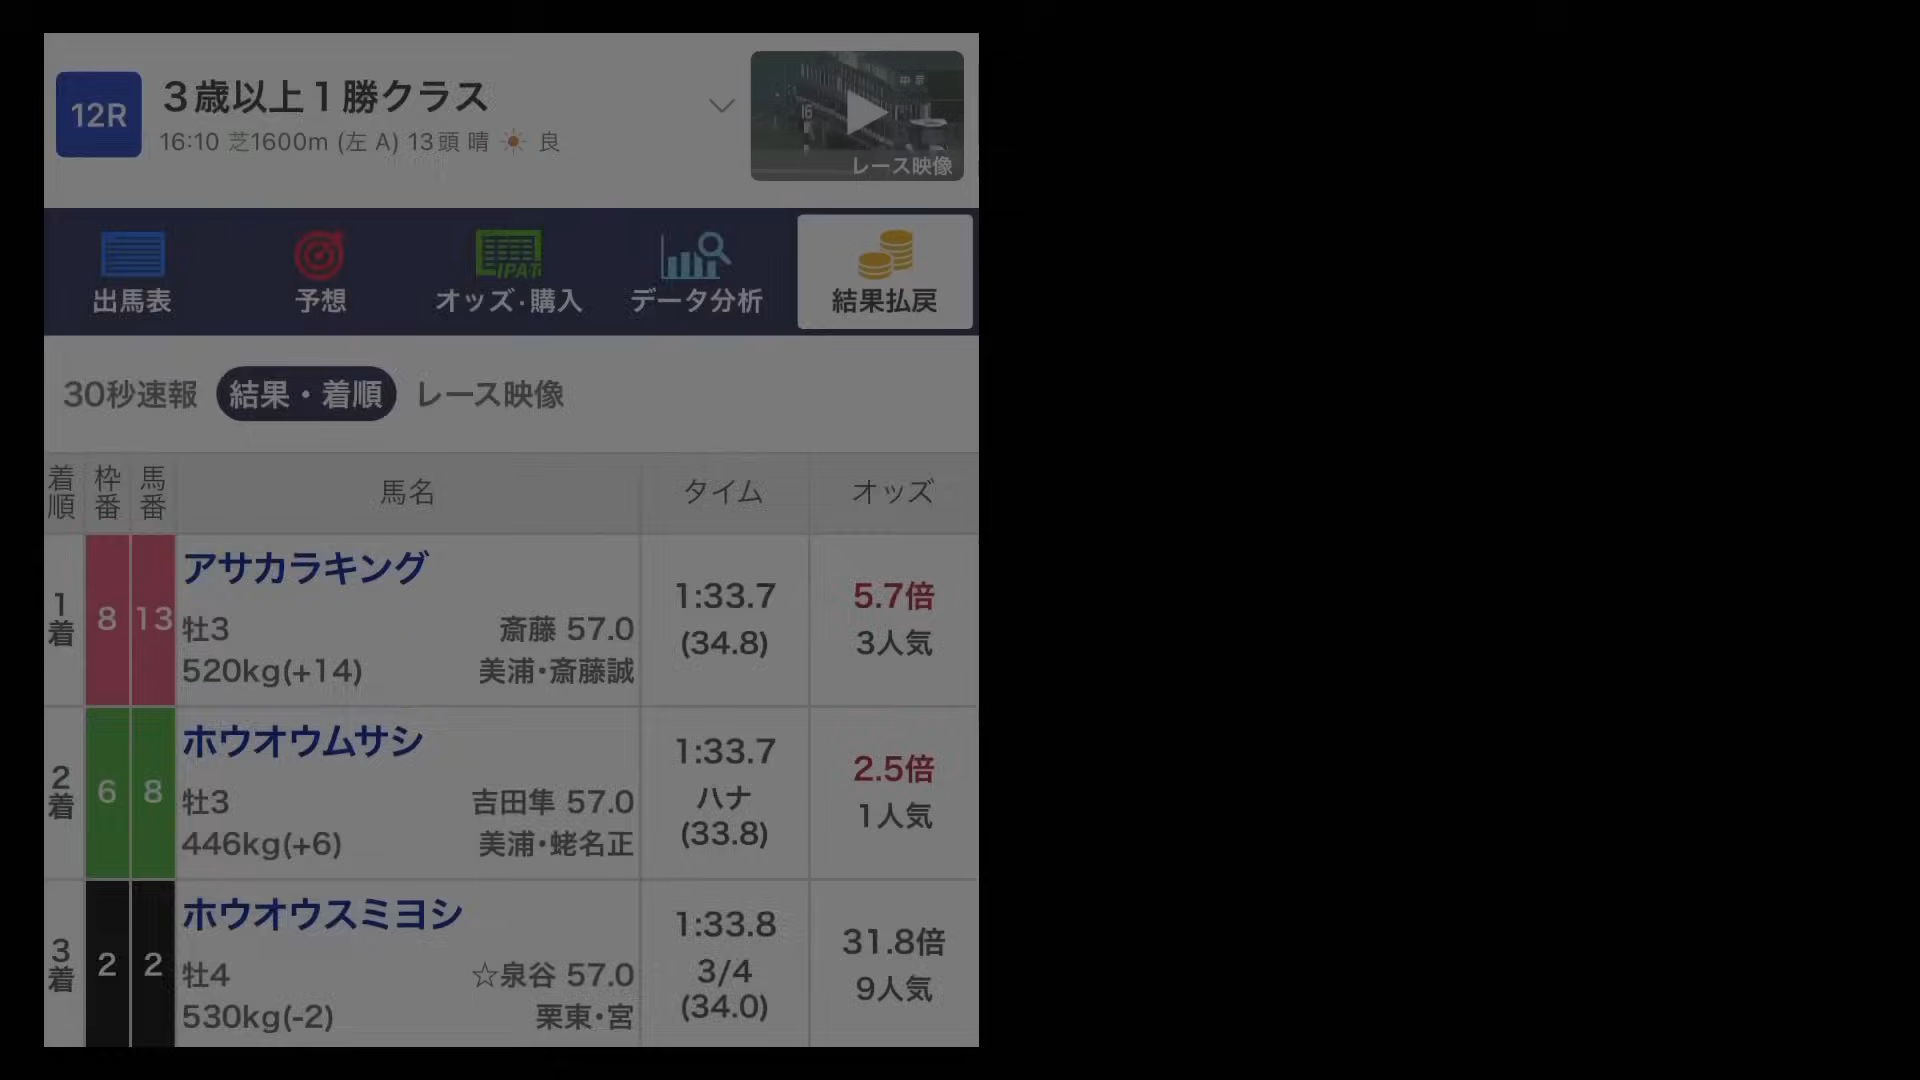 12R
３歳以上１勝クラス
16:10 芝1600m (左 A) 13頭 晴 良
中京
16
レース映像
出馬表
予想
IPAT
オッズ・購入
データ分析
結果払戻
30秒速報 結果・着順 レース映像
着順 枠番 馬番 馬名 タイム オッズ
1着 8 13
アサカラキング
牡3 斎藤 57.0
520kg(+14) 美浦・斎藤誠
1:33.7
(34.8)
5.7倍
3人気
2着 6 8
ホウオウムサシ
牡3 吉田隼 57.0
446kg(+6) 美浦・蛯名正
1:33.7
ハナ
(33.8)
2.5倍
1人気
3着 2 2
ホウオウスミヨシ
牡4 ☆泉谷 57.0
530kg(-2) 栗東・宮
1:33.8
3/4
(34.0)
31.8倍
9人気